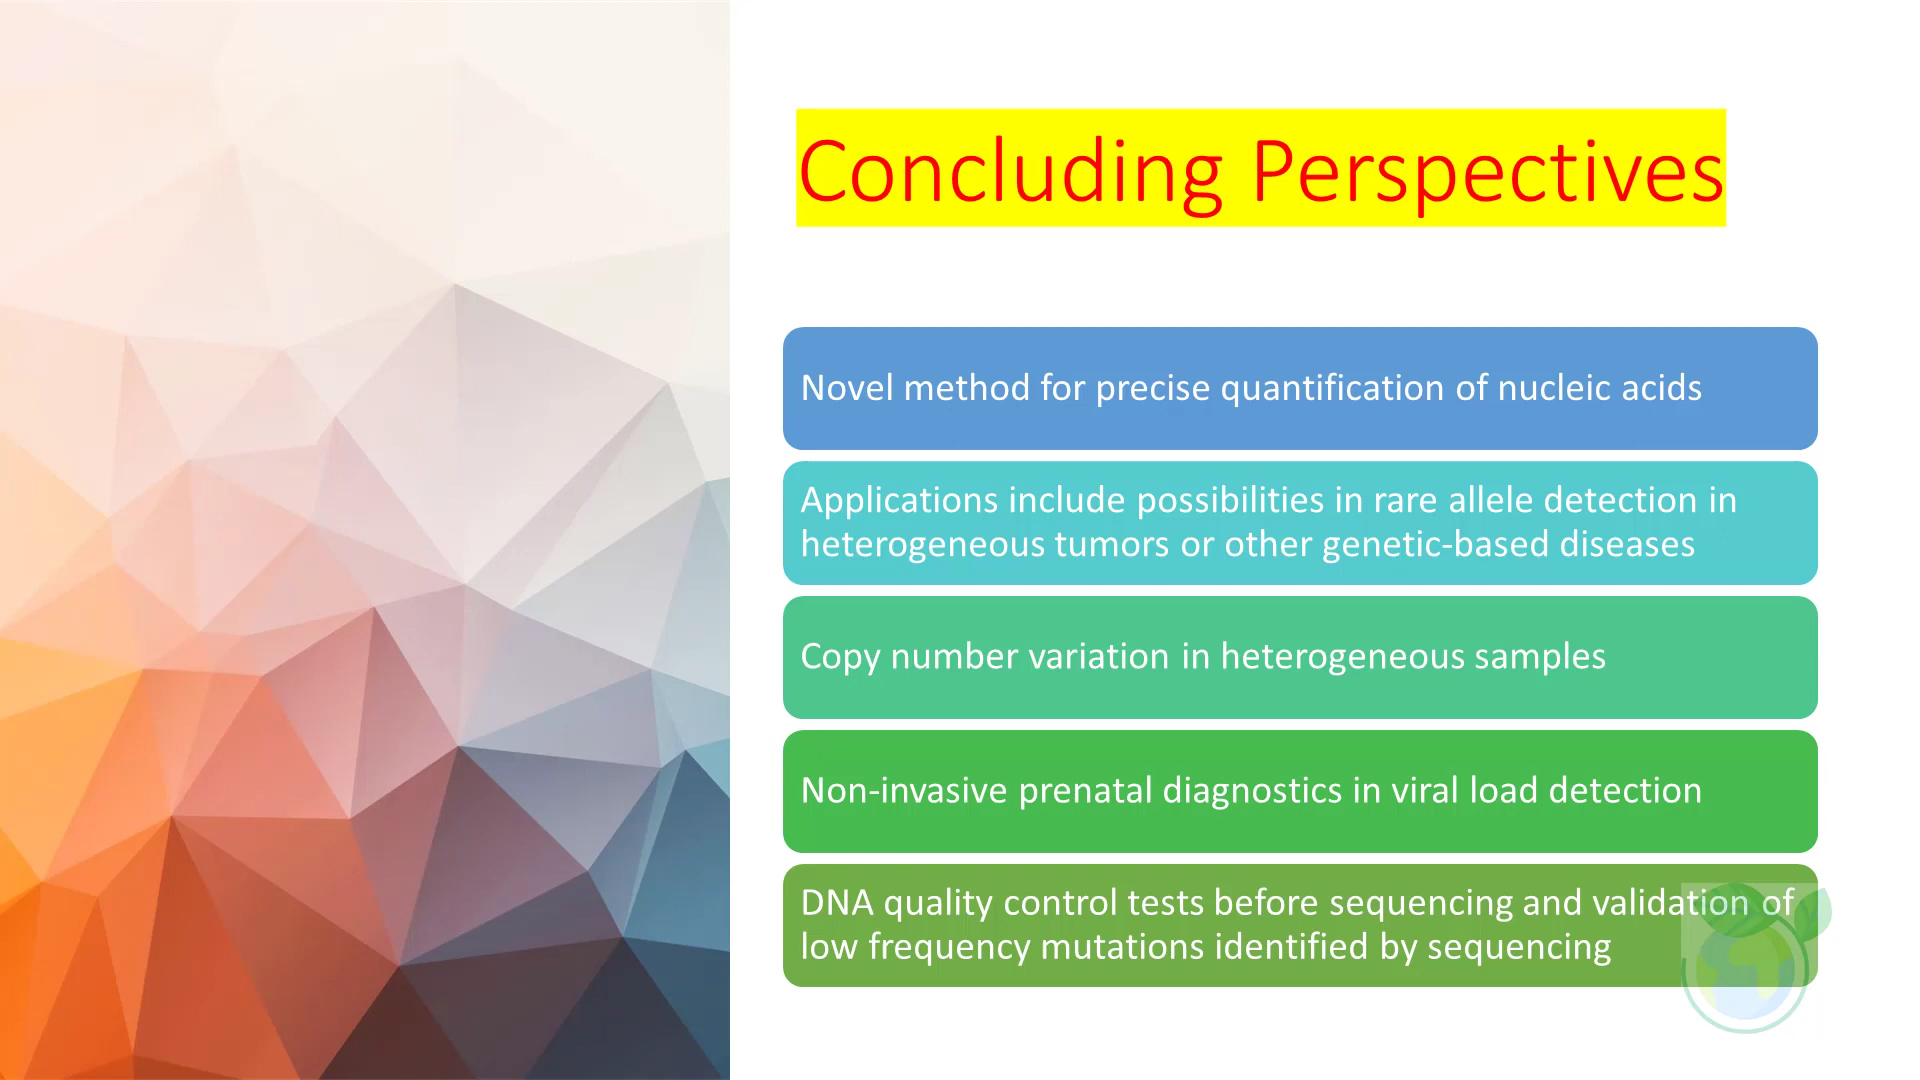 Concluding Perspectives
Novel method for precise quantification of nucleic acids
Applications include possibilities in rare allele detection in
heterogeneous tumors or other genetic-based diseases
Copy number variation in heterogeneous samples
Non-invasive prenatal diagnostics in viral load detection
DNA quality control tests before sequencing and validation of
low frequency mutations identified by sequencing